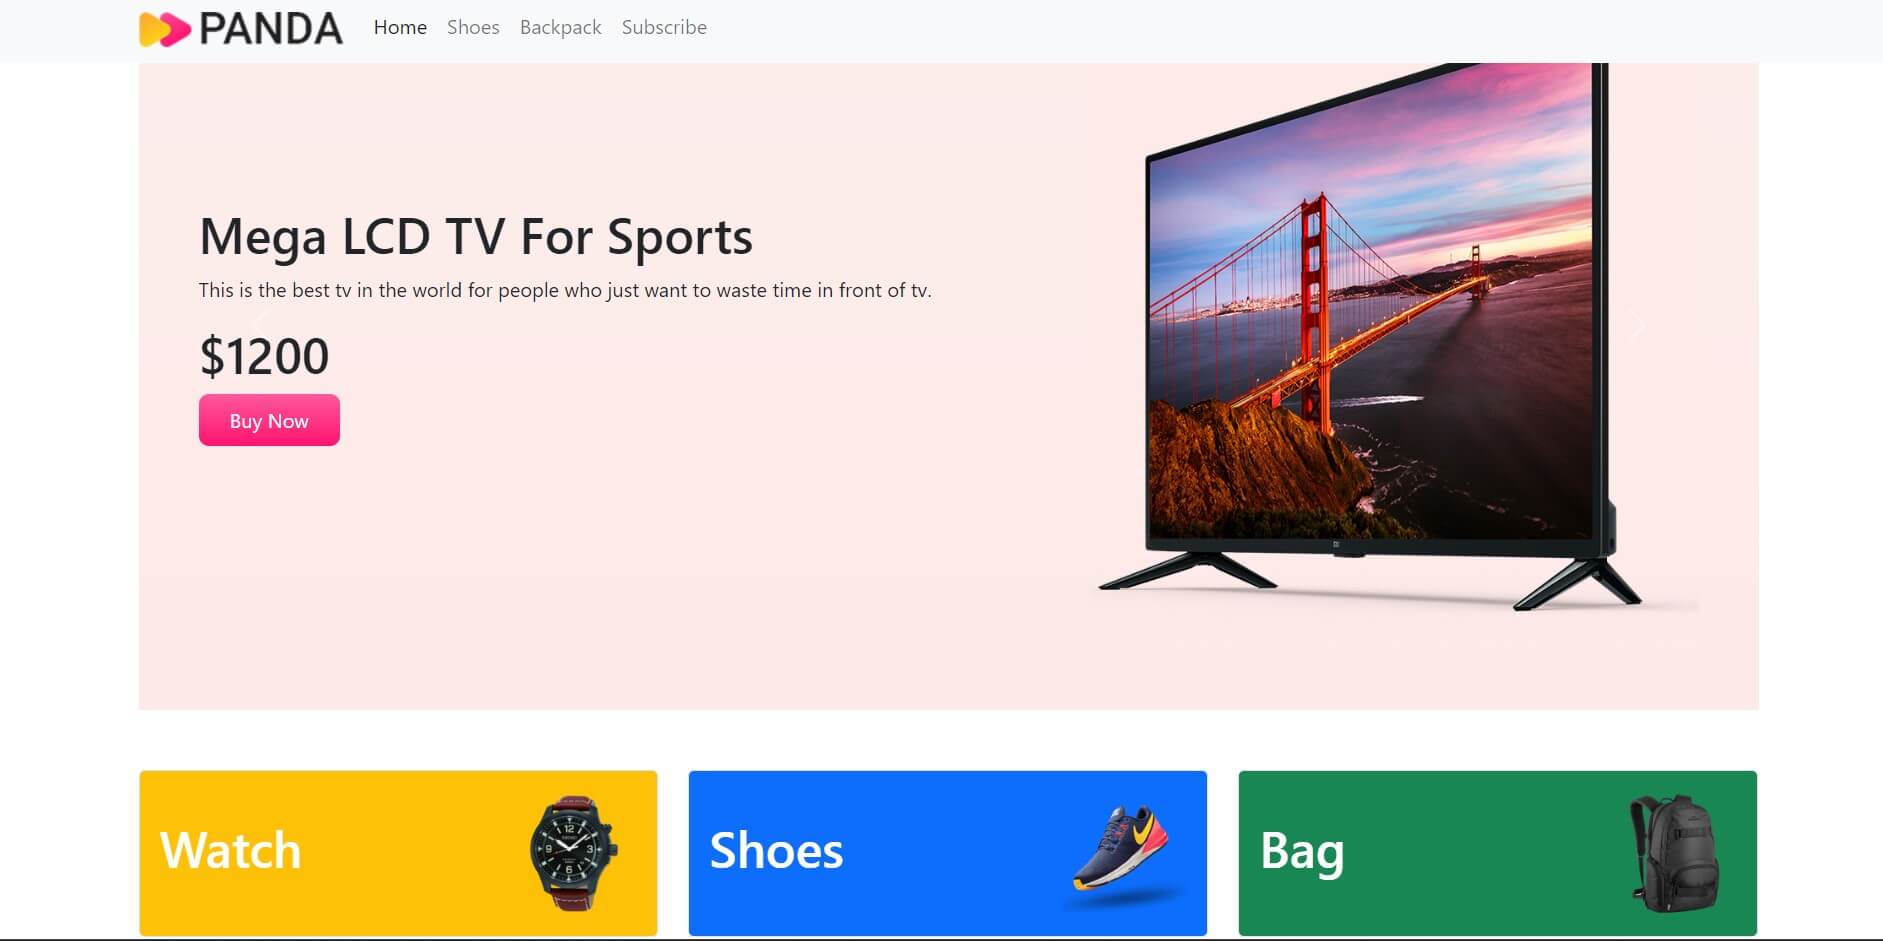 PANDA Home Shoes Backpack Subscribe
Mega LCD TV For Sports
This is the best tv in the world for people who just want to waste time in front of tv.
$1200
Buy Now
Watch
Shoes
Bag